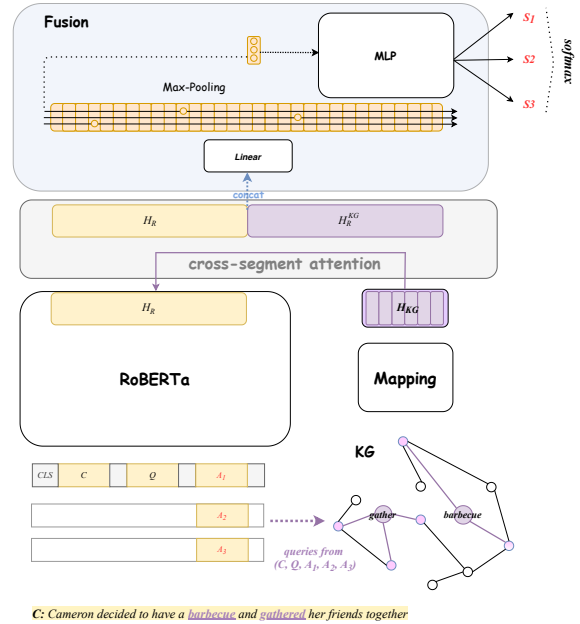 Fusion
MLP
S1
S2
S3
softmax
Max-Pooling
Linear
concat
H_R
H_R^KG
cross-segment attention
H_R
H_KG
RoBERTa
Mapping
KG
CLS C Q A1
A2
A3
gather
barbecue
queries from
(C, Q, A1, A2, A3)
C: Cameron decided to have a barbecue and gathered her friends together